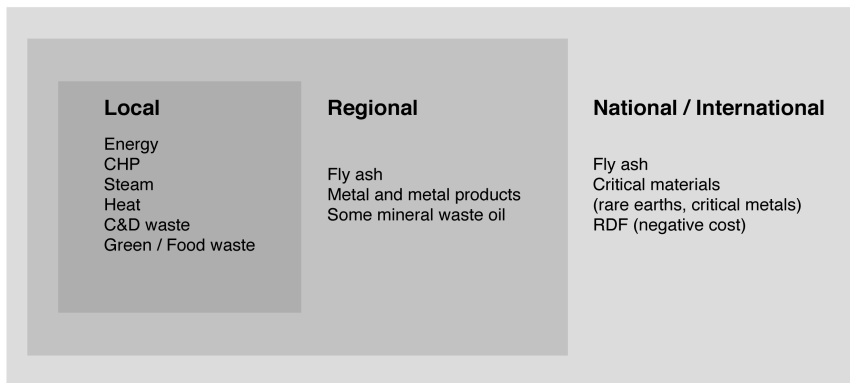 Local
Energy
CHP
Steam
Heat
C&D waste
Green / Food waste
Regional
Fly ash
Metal and metal products
Some mineral waste oil
National / International
Fly ash
Critical materials
(rare earths, critical metals)
RDF (negative cost)